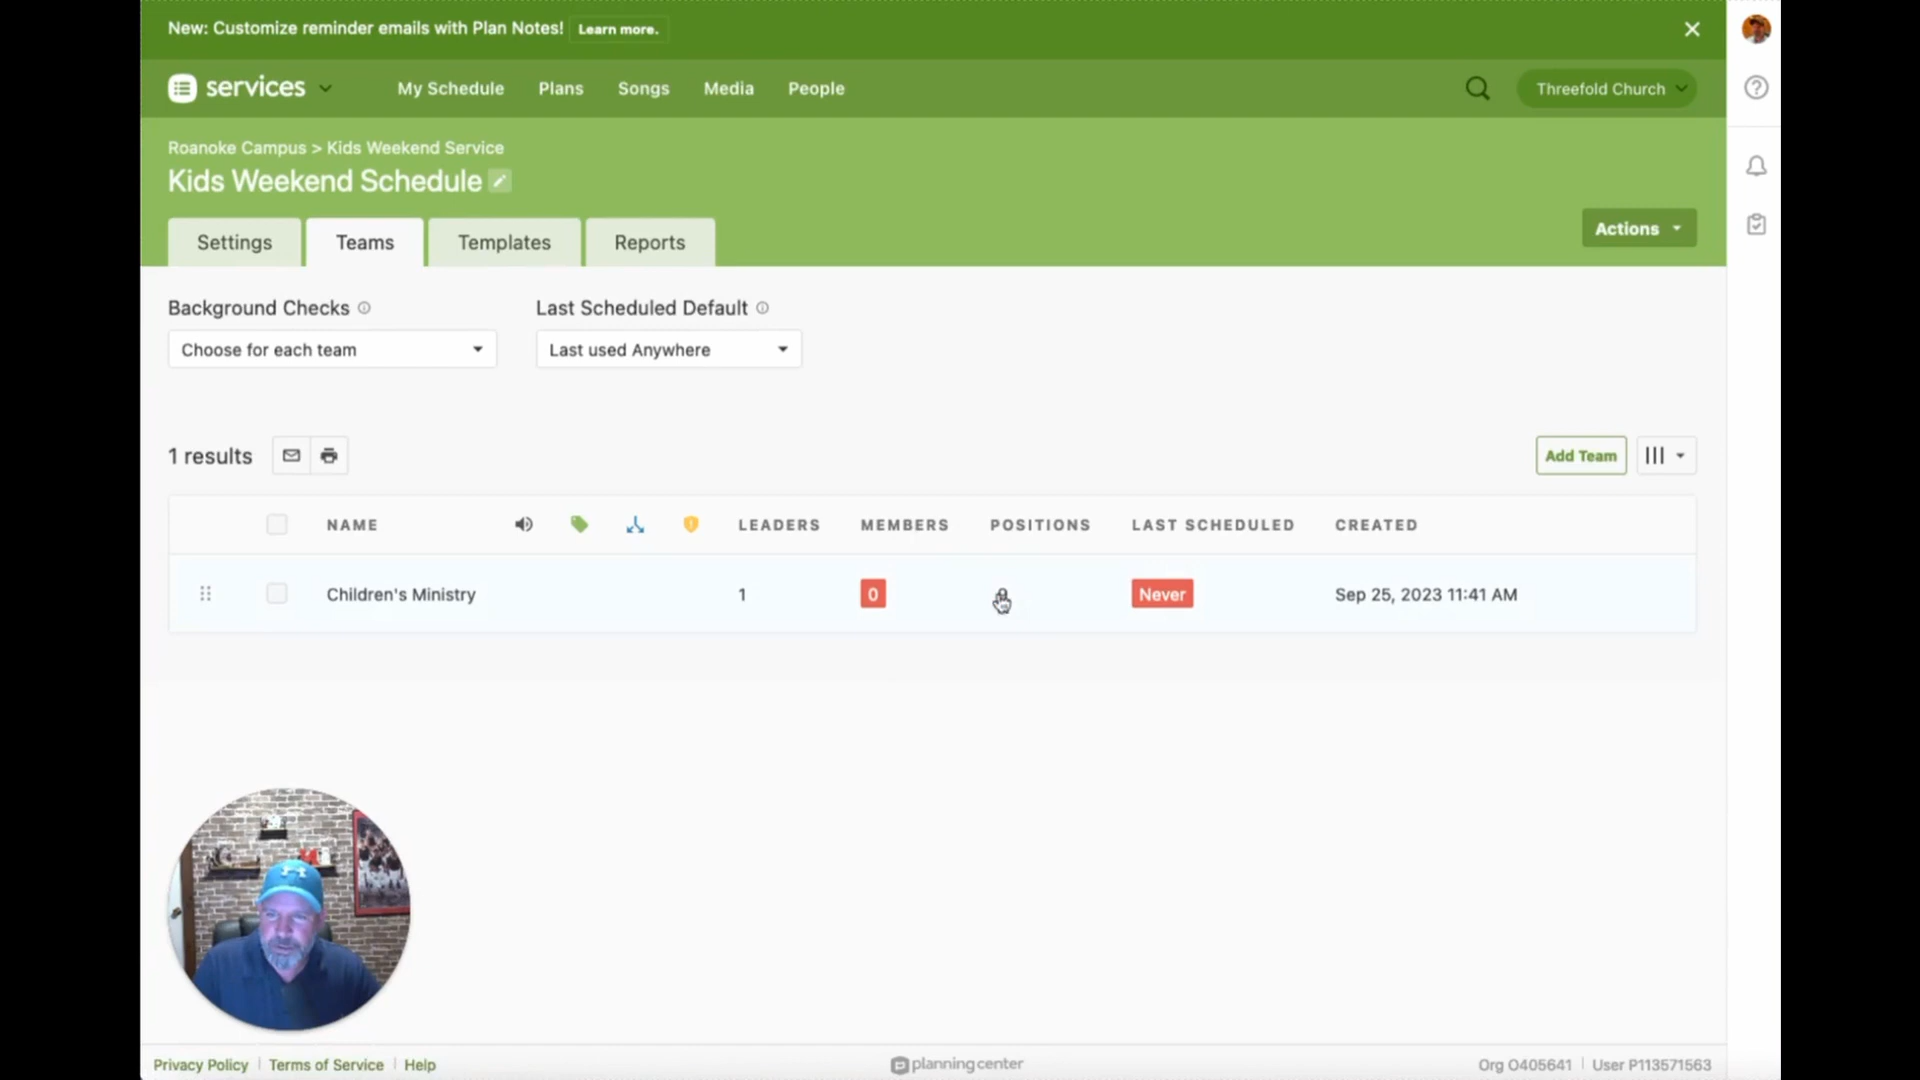 New: Customize reminder emails with Plan Notes! Learn more.
services My Schedule Plans Songs Media People Threefold Church
Roanoke Campus > Kids Weekend Service
Kids Weekend Schedule
Settings Teams Templates Reports Actions
Background Checks Last Scheduled Default
Choose for each team Last used Anywhere
1 results Add Team
NAME LEADERS MEMBERS POSITIONS LAST SCHEDULED CREATED
Children's Ministry 1 0 Never Sep 25, 2023 11:41 AM
Privacy Policy Terms of Service Help planning center Org O405641 User P113571563